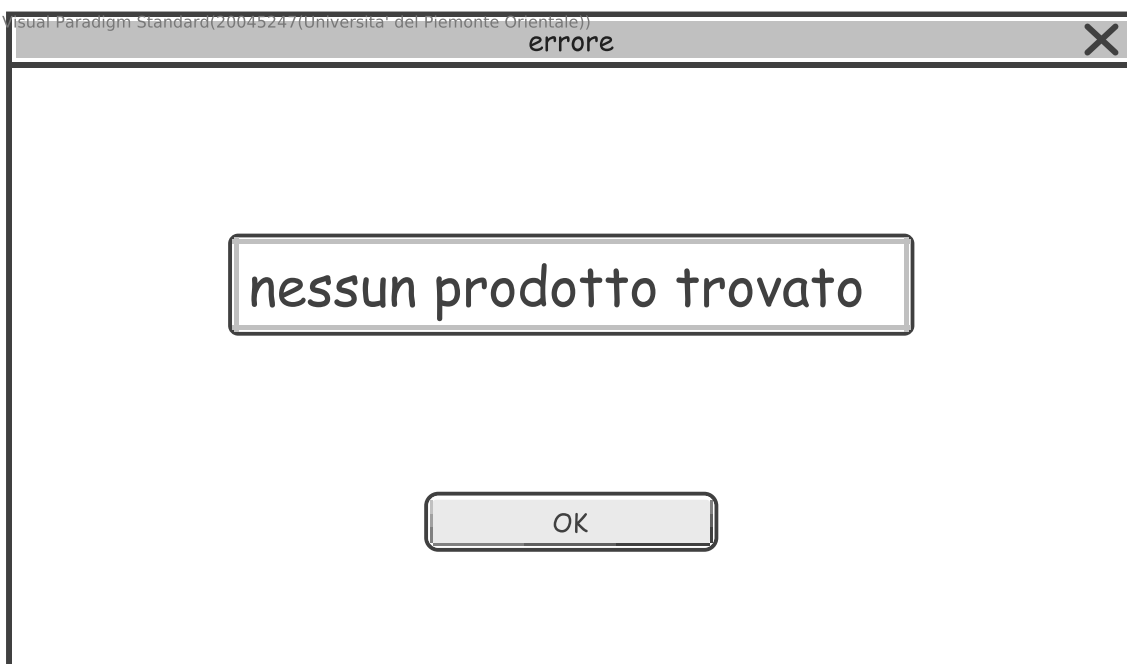 Visual Paradigm Standard(20045247(Universita' del Piemonte Orientale))
errore
nessun prodotto trovato
OK